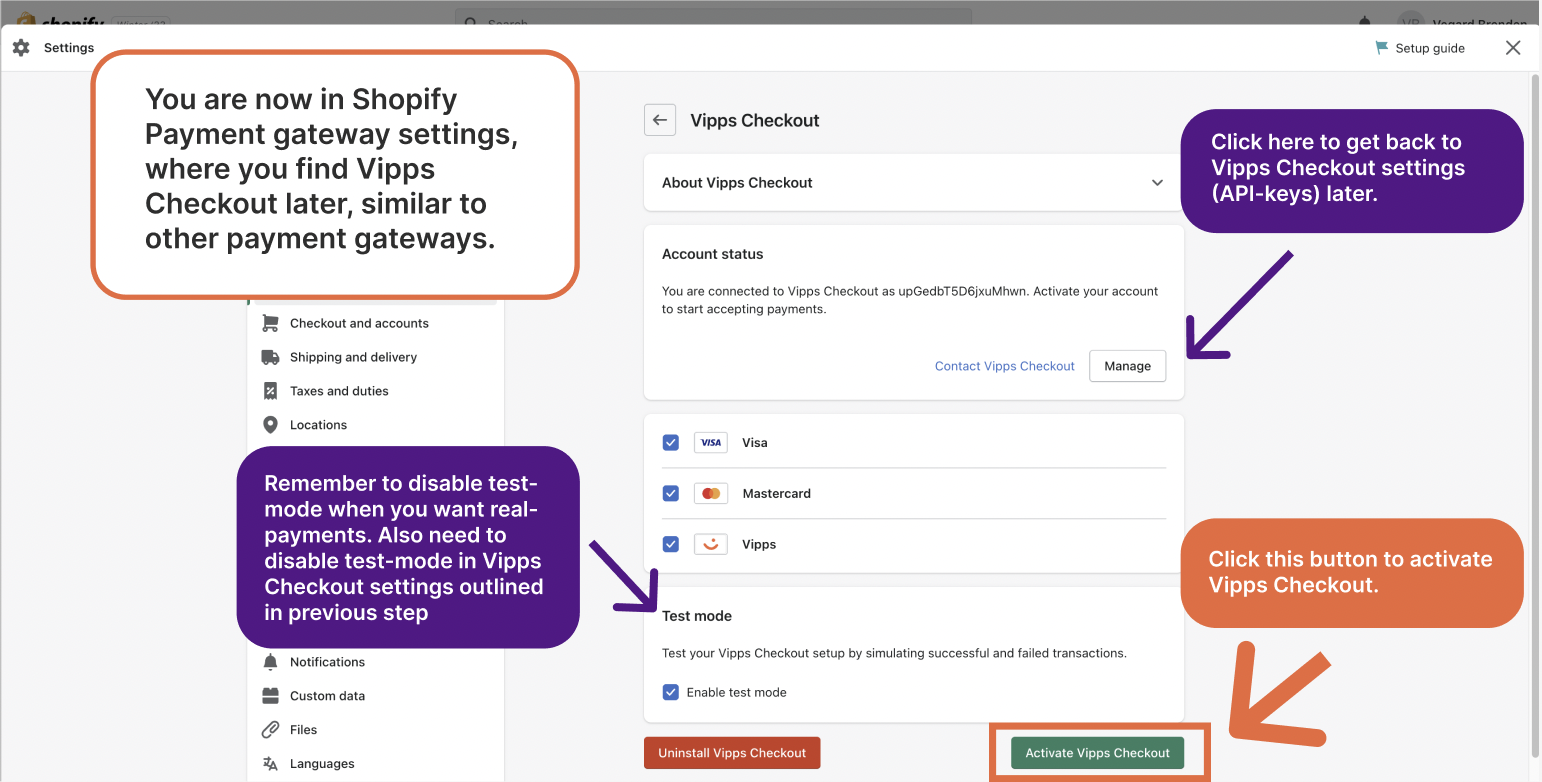 shopify
Winter '23
Search
Settings
Setup guide
You are now in Shopify
Payment gateway settings,
where you find Vipps
Checkout later, similar to
other payment gateways.
Vipps Checkout
Click here to get back to
Vipps Checkout settings
(API-keys) later.
About Vipps Checkout
Account status
You are connected to Vipps Checkout as upGedbT5D6jxuMhwn. Activate your account
to start accepting payments.
Contact Vipps Checkout
Manage
Checkout and accounts
Shipping and delivery
Taxes and duties
Locations
VISA Visa
Mastercard
Vipps
Remember to disable test-
mode when you want real-
payments. Also need to
disable test-mode in Vipps
Checkout settings outlined
in previous step
Click this button to activate
Vipps Checkout.
Test mode
Test your Vipps Checkout setup by simulating successful and failed transactions.
Enable test mode
Notifications
Custom data
Files
Languages
Uninstall Vipps Checkout
Activate Vipps Checkout